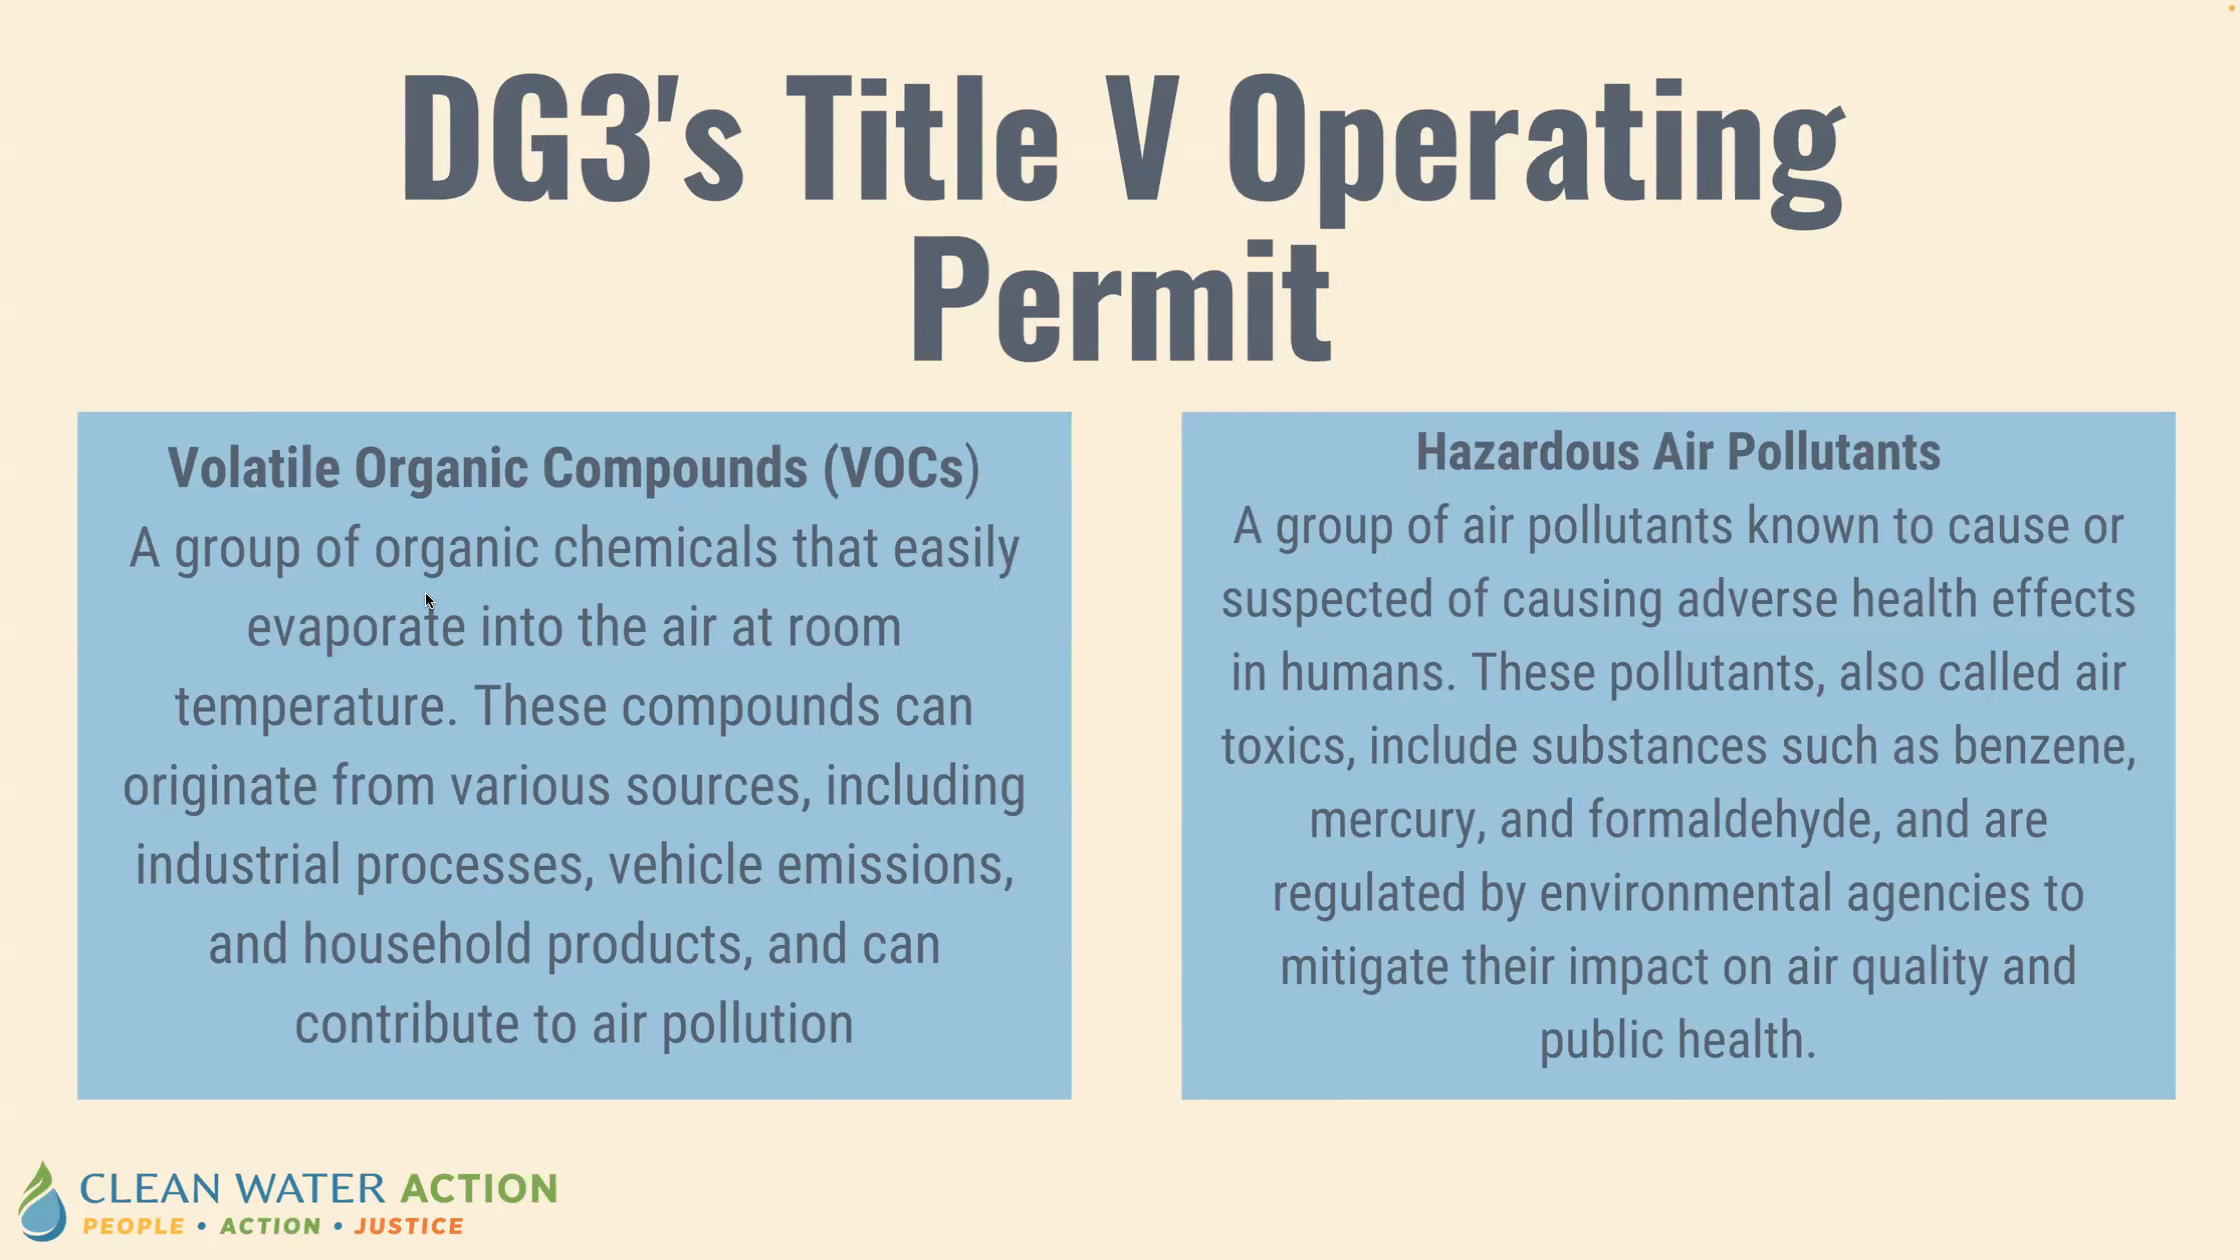 DG3's Title V Operating
Permit
Volatile Organic Compounds (VOCs)
A group of organic chemicals that easily
evaporate into the air at room
temperature. These compounds can
originate from various sources, including
industrial processes, vehicle emissions,
and household products, and can
contribute to air pollution
Hazardous Air Pollutants
A group of air pollutants known to cause or
suspected of causing adverse health effects
in humans. These pollutants, also called air
toxics, include substances such as benzene,
mercury, and formaldehyde, and are
regulated by environmental agencies to
mitigate their impact on air quality and
public health.
CLEAN WATER ACTION
PEOPLE • ACTION • JUSTICE